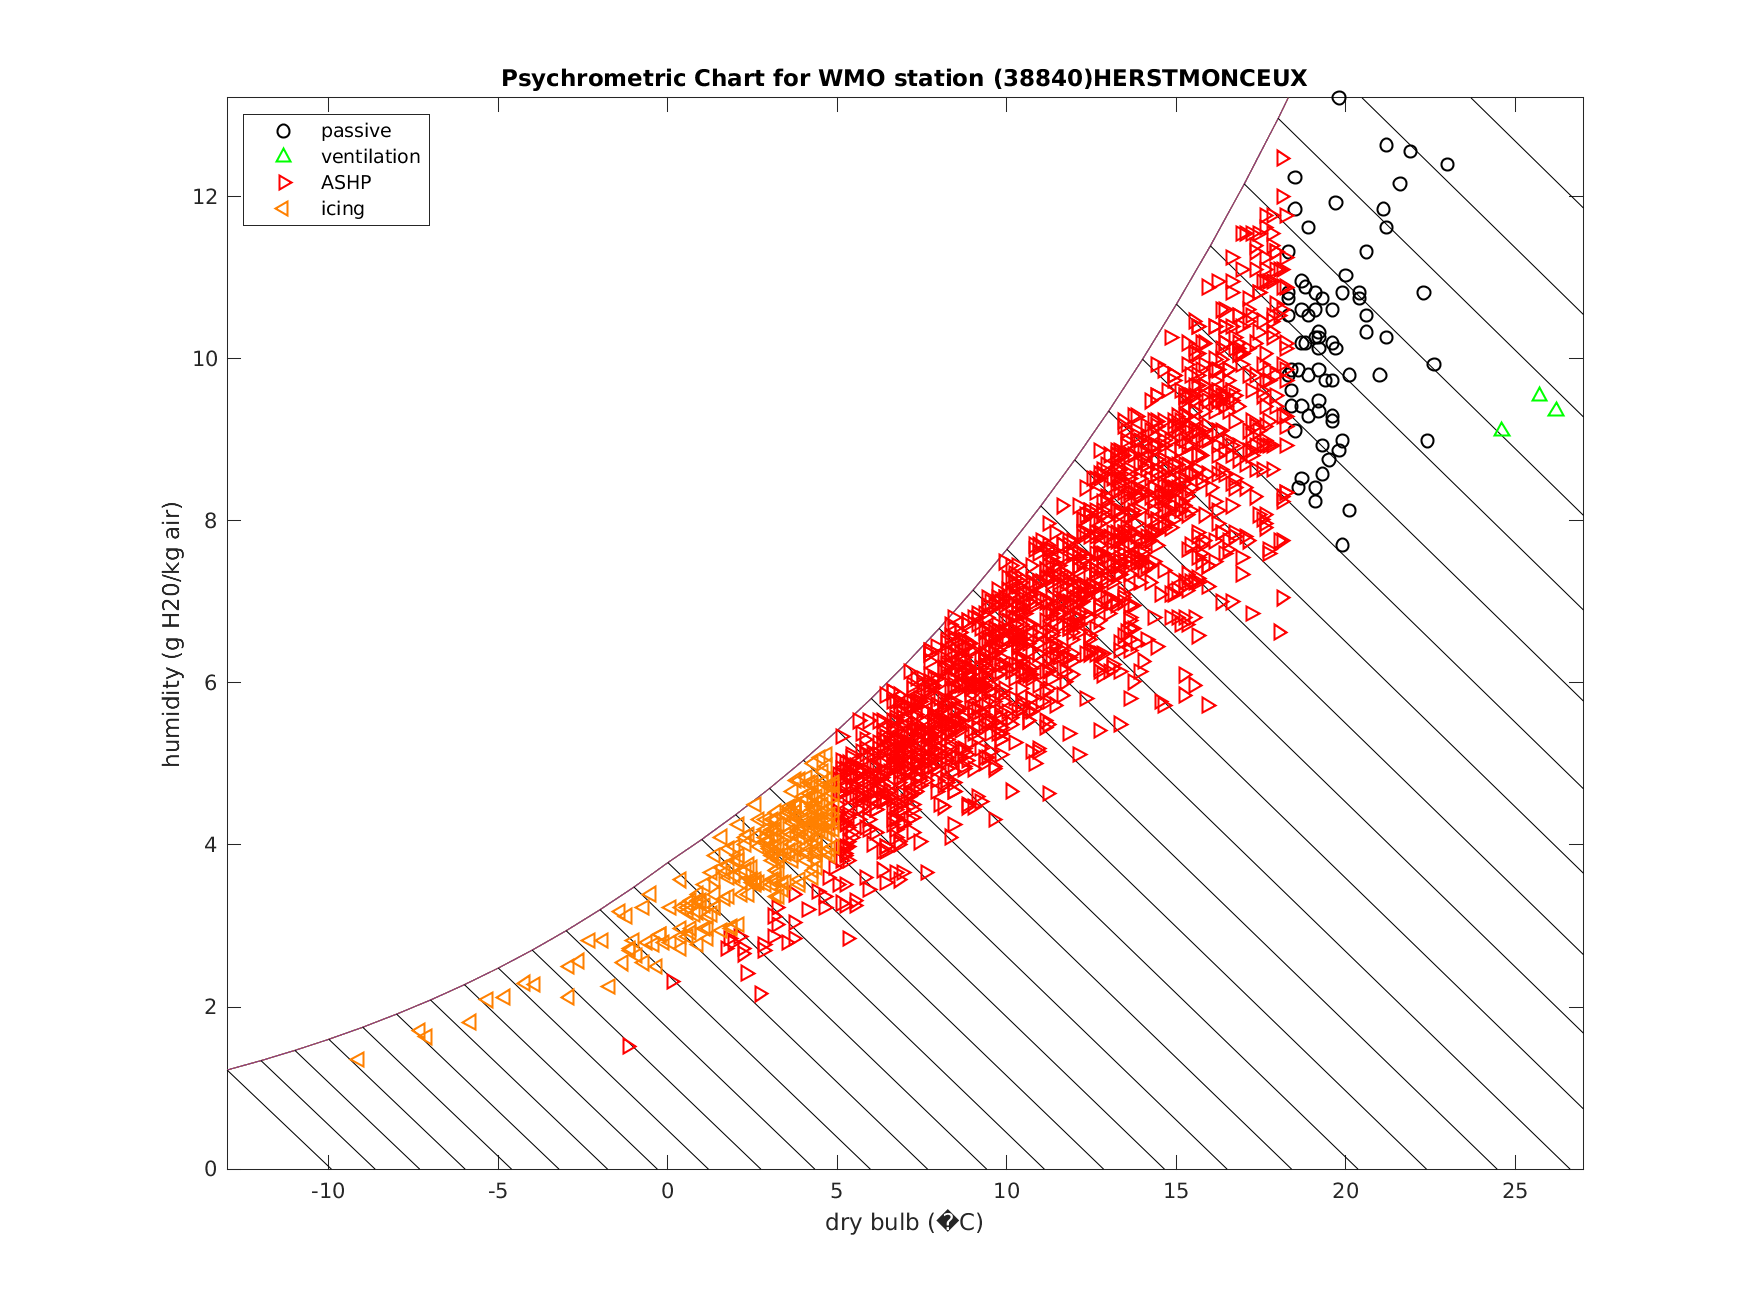 Psychrometric Chart for WMO station (38840)HERSTMONCEUX
passive
ventilation
ASHP
icing
humidity (g H20/kg air)
12
10
8
6
4
2
0
-10 -5 0 5 10 15 20 25
dry bulb (�C)